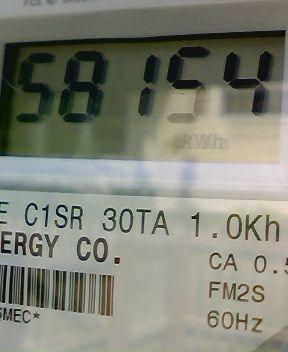 58154
kWh
E C1SR 30TA 1.0Kh
ERGY CO.
CA 0.5
FM2S
SMEC*
60Hz